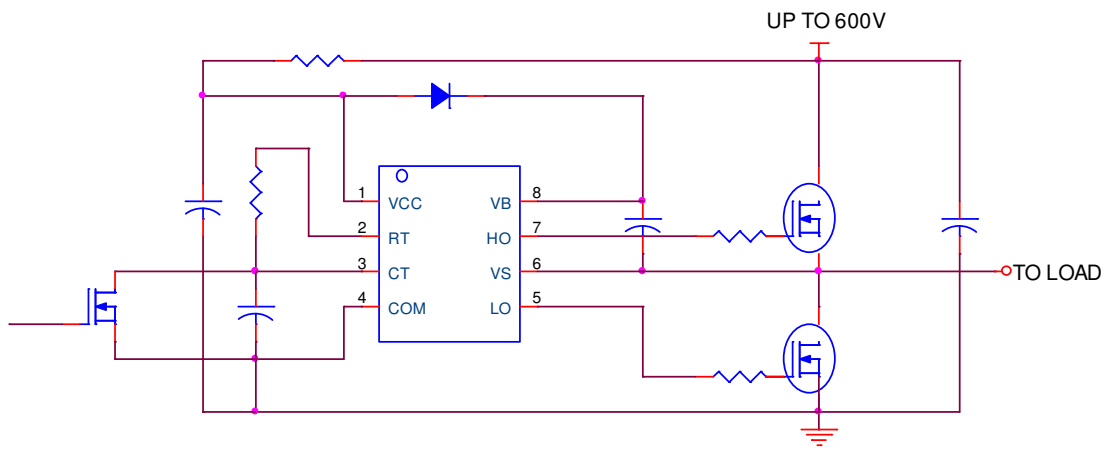 UP TO 600V
1 VCC VB 8
2 RT HO 7
3 CT VS 6
TO LOAD
4 COM LO 5